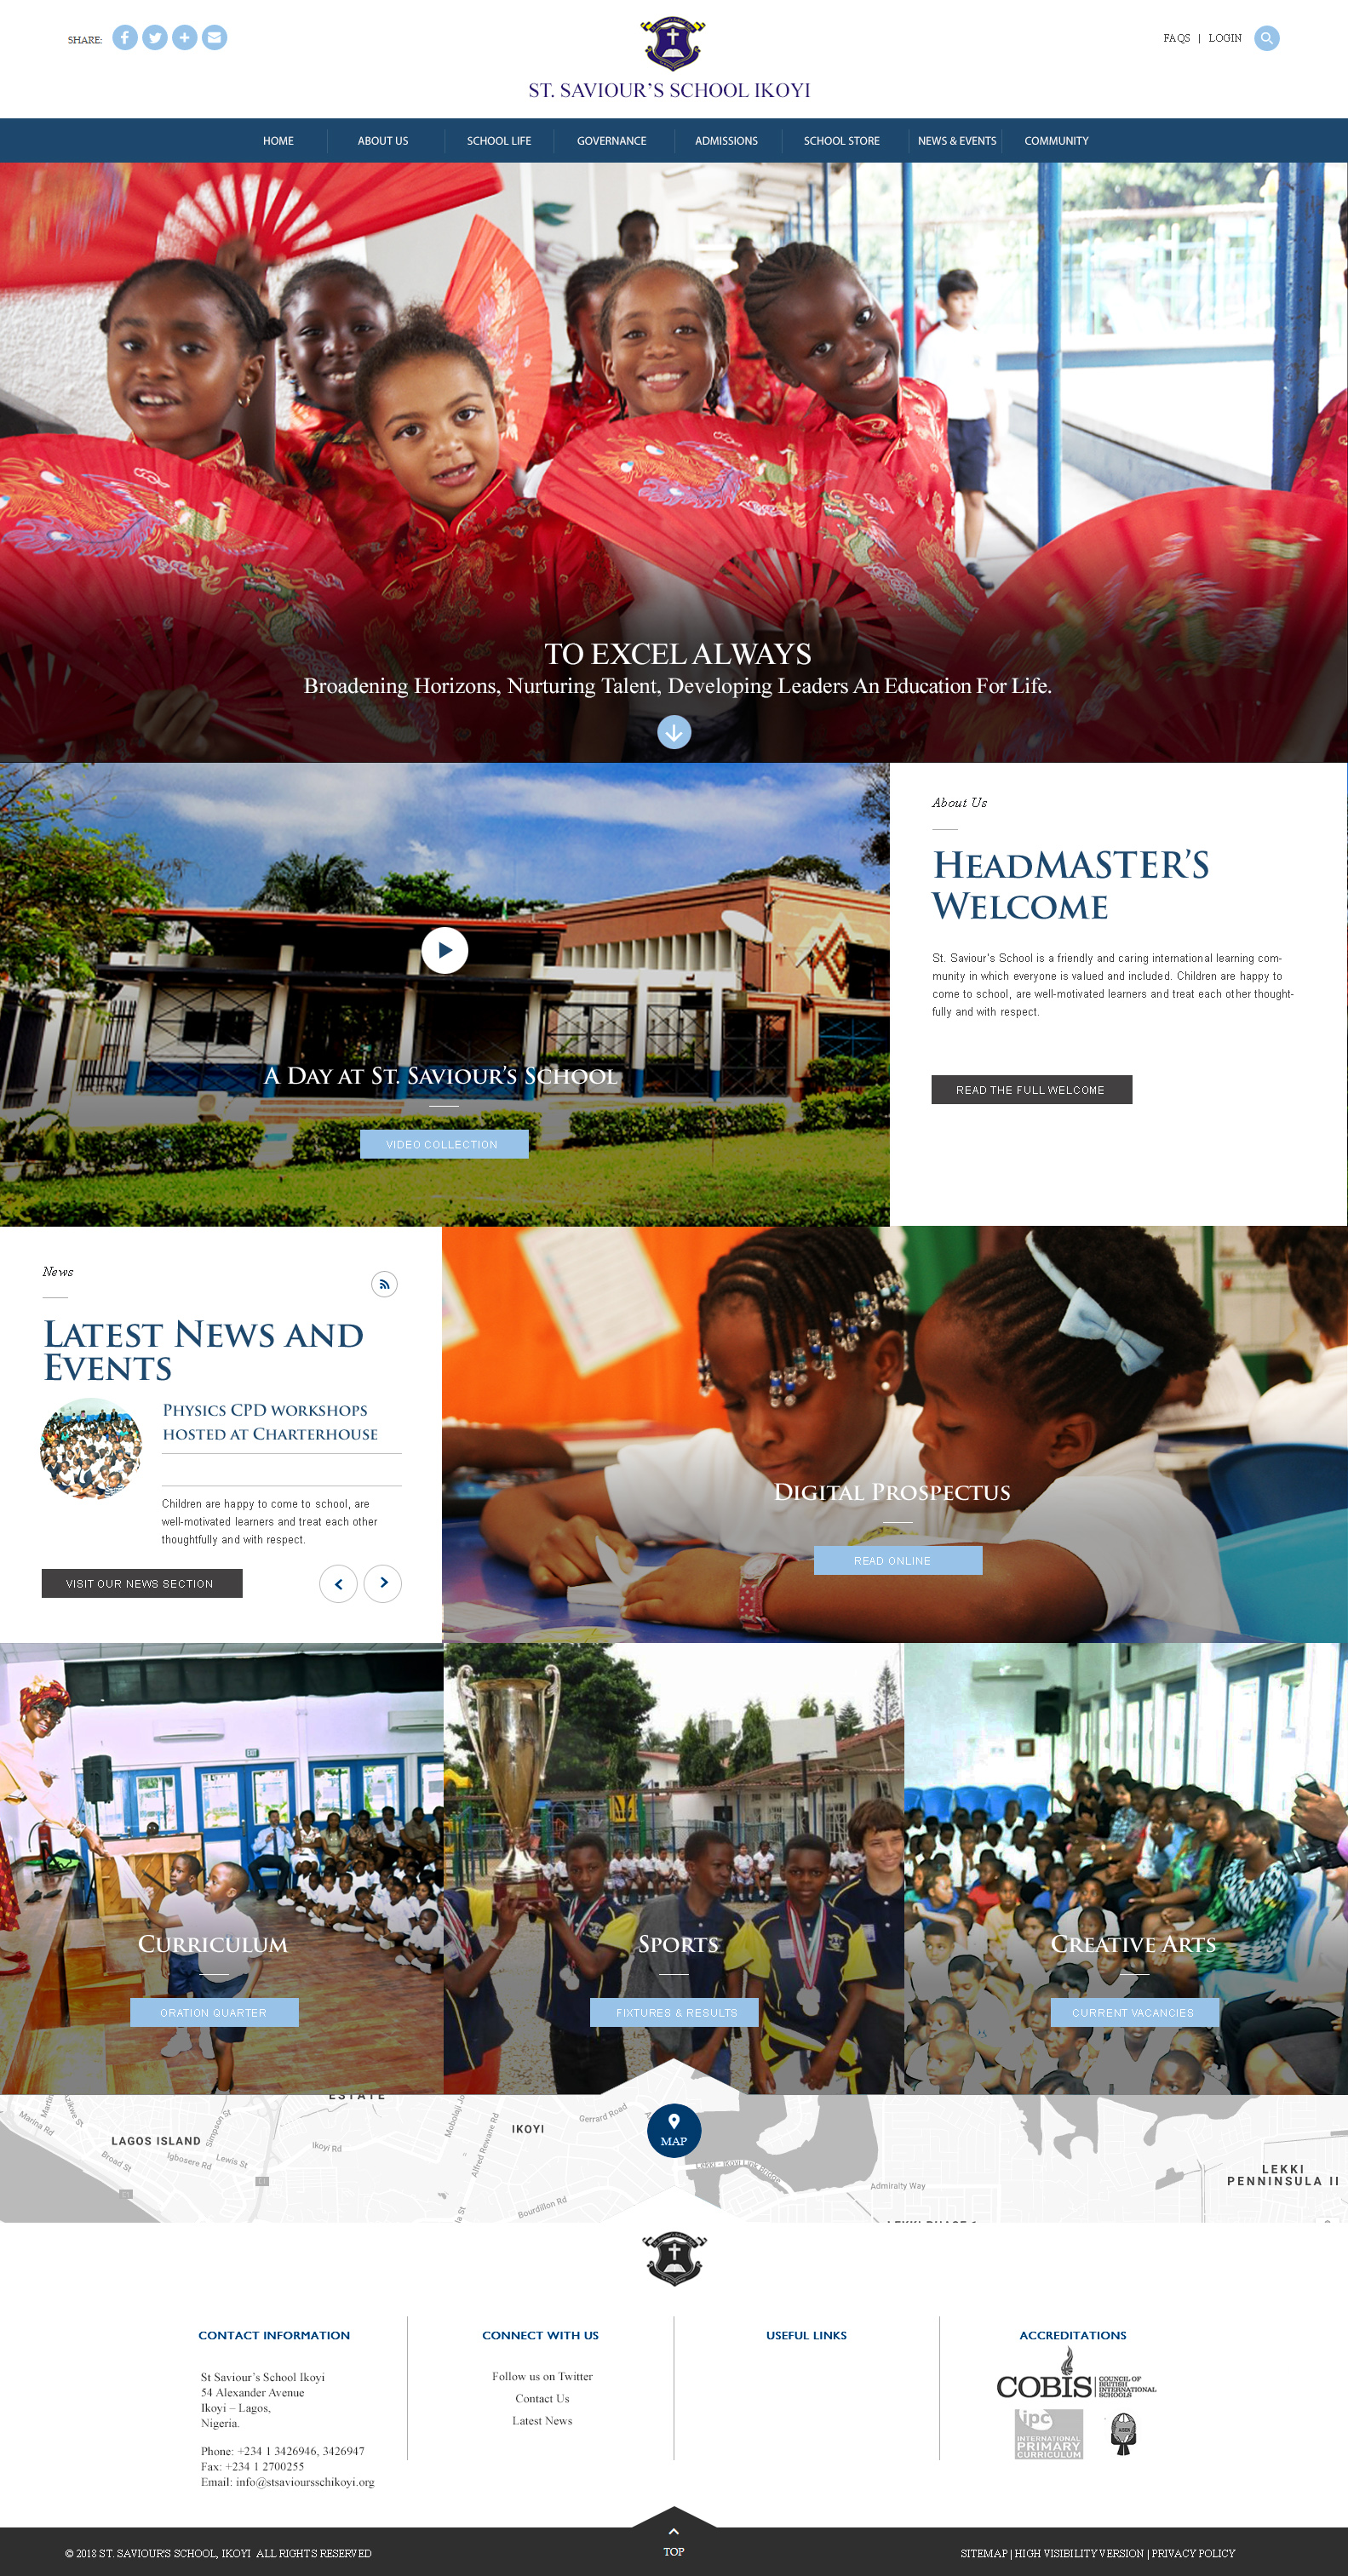 SHARE:
FAQS | LOGIN
ST. SAVIOUR'S SCHOOL IKOYI
HOME
ABOUT US
SCHOOL LIFE
GOVERNANCE
ADMISSIONS
SCHOOL STORE
NEWS & EVENTS
COMMUNITY
TO EXCEL ALWAYS
Broadening Horizons, Nurturing Talent, Developing Leaders An Education For Life.
A Day at St. Saviour's School
VIDEO COLLECTION
About Us
HeadMASTER'S
Welcome
St. Saviour's School is a friendly and caring international learning com-
munity in which everyone is valued and included. Children are happy to
come to school, are well-motivated learners and treat each other thought-
fully and with respect.
READ THE FULL WELCOME
News
Latest News and
Events
Physics CPD workshops
hosted at Charterhouse
Children are happy to come to school, are
well-motivated learners and treat each other
thoughtfully and with respect.
VISIT OUR NEWS SECTION
Digital Prospectus
READ ONLINE
EXIT
Curriculum
ORATION QUARTER
Sports
FIXTURES & RESULTS
Creative Arts
CURRENT VACANCIES
ESTATE
Marina Rd
Azikwe St
Simpson St
LAGOS ISLAND
Broad St
Igbosere Rd
Lewis St
Ikoyi Rd
Mobolaji
Alfred Rewane Rd
IKOYI
Gerrard Road
Bourdillon Rd
MAP
Lekki - Ikoyi Link Bridge
Admiralty Way
LEKKI
PENNINSULA II
CONTACT INFORMATION
St Saviour's School Ikoyi
54 Alexander Avenue
Ikoyi – Lagos,
Nigeria.
Phone: +234 1 3426946, 3426947
Fax: +234 1 2700255
Email: info@stsavioursschikoyi.org
CONNECT WITH US
Follow us on Twitter
Contact Us
Latest News
USEFUL LINKS
ACCREDITATIONS
COBIS
COUNCIL OF
BRITISH
INTERNATIONAL
SCHOOLS
ipc
INTERNATIONAL
PRIMARY
CURRICULUM
© 2018 ST. SAVIOUR'S SCHOOL, IKOYI ALL RIGHTS RESERVED
TOP
SITEMAP | HIGH VISIBILITY VERSION | PRIVACY POLICY